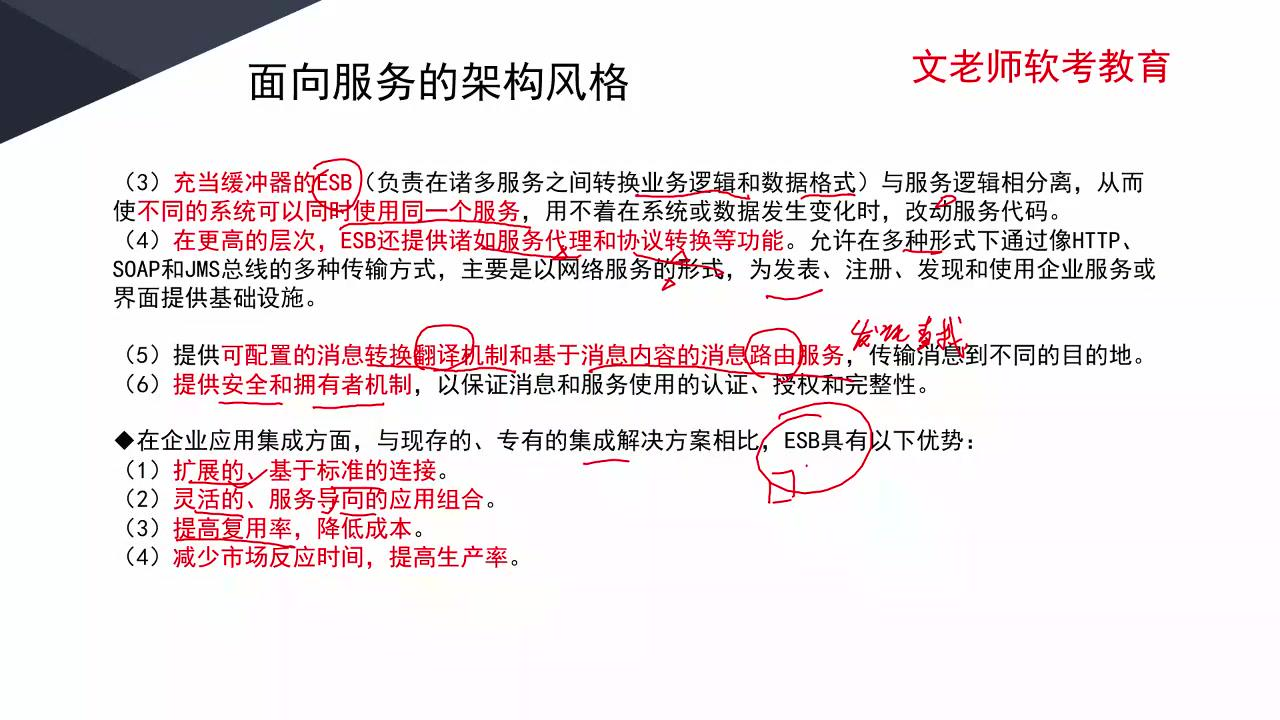 面向服务的架构风格
文老师软考教育
（3）充当缓冲器的ESB（负责在诸多服务之间转换业务逻辑和数据格式）与服务逻辑相分离，从而
使不同的系统可以同时使用同一个服务，用不着在系统或数据发生变化时，改动服务代码。
（4）在更高的层次，ESB还提供诸如服务代理和协议转换等功能。允许在多种形式下通过像HTTP、
SOAP和JMS总线的多种传输方式，主要是以网络服务的形式，为发表、注册、发现和使用企业服务或
界面提供基础设施。
发现 查找
（5）提供可配置的消息转换翻译机制和基于消息内容的消息路由服务，传输消息到不同的目的地。
（6）提供安全和拥有者机制，以保证消息和服务使用的认证、授权和完整性。
◆在企业应用集成方面，与现存的、专有的集成解决方案相比，ESB具有以下优势：
（1）扩展的、基于标准的连接。
（2）灵活的、服务导向的应用组合。
（3）提高复用率，降低成本。
（4）减少市场反应时间，提高生产率。